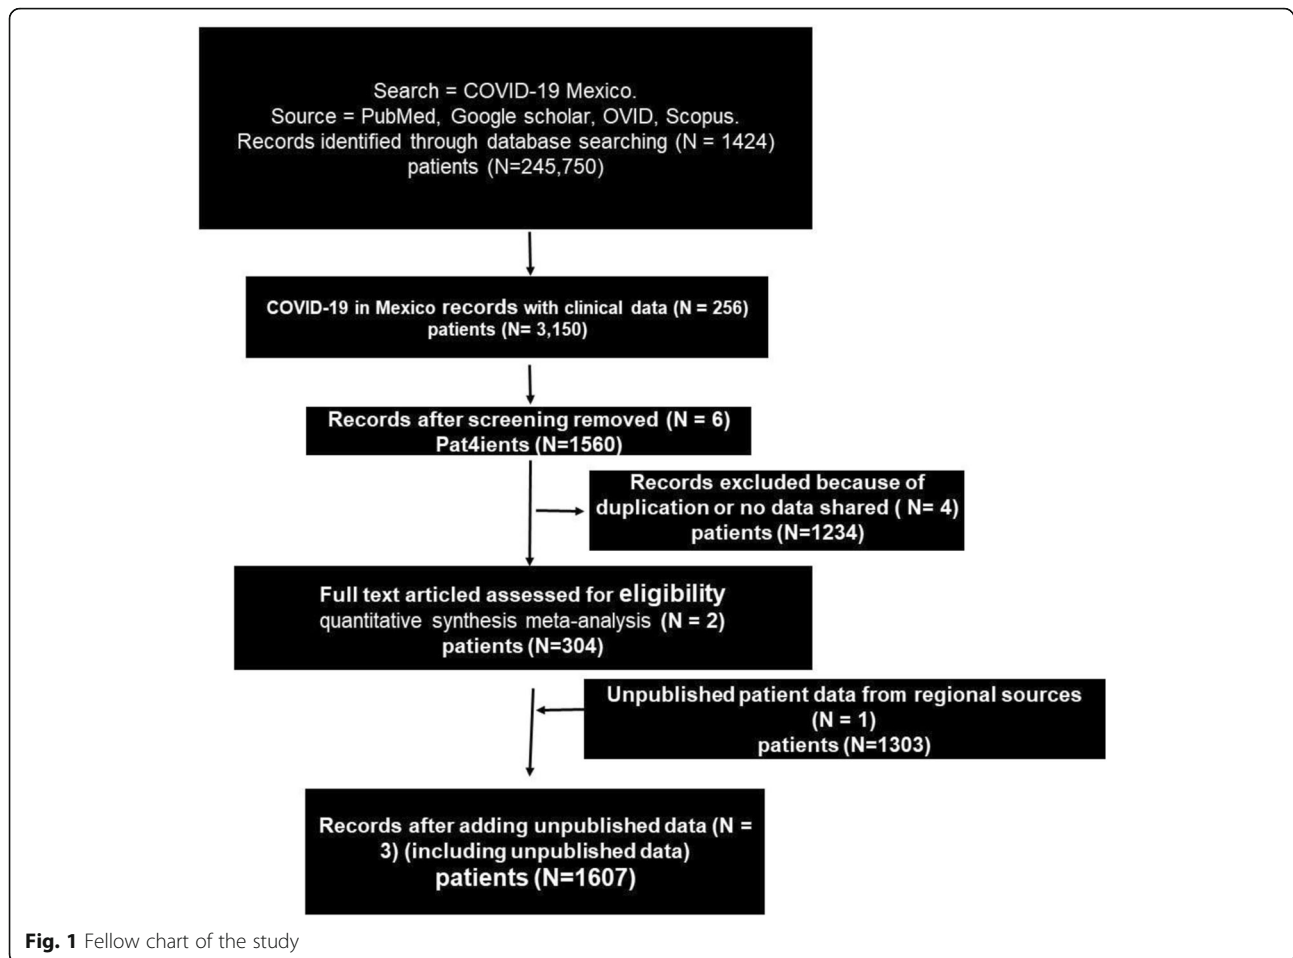 Search = COVID-19 Mexico.
Source = PubMed, Google scholar, OVID, Scopus.
Records identified through database searching (N = 1424)
patients (N=245,750)
COVID-19 in Mexico records with clinical data (N = 256)
patients (N= 3,150)
Records after screening removed (N = 6)
Pat4ients (N=1560)
Records excluded because of
duplication or no data shared ( N= 4)
patients (N=1234)
Full text articled assessed for eligibility
quantitative synthesis meta-analysis (N = 2)
patients (N=304)
Unpublished patient data from regional sources
(N = 1)
patients (N=1303)
Records after adding unpublished data (N =
3) (including unpublished data)
patients (N=1607)
Fig. 1 Fellow chart of the study